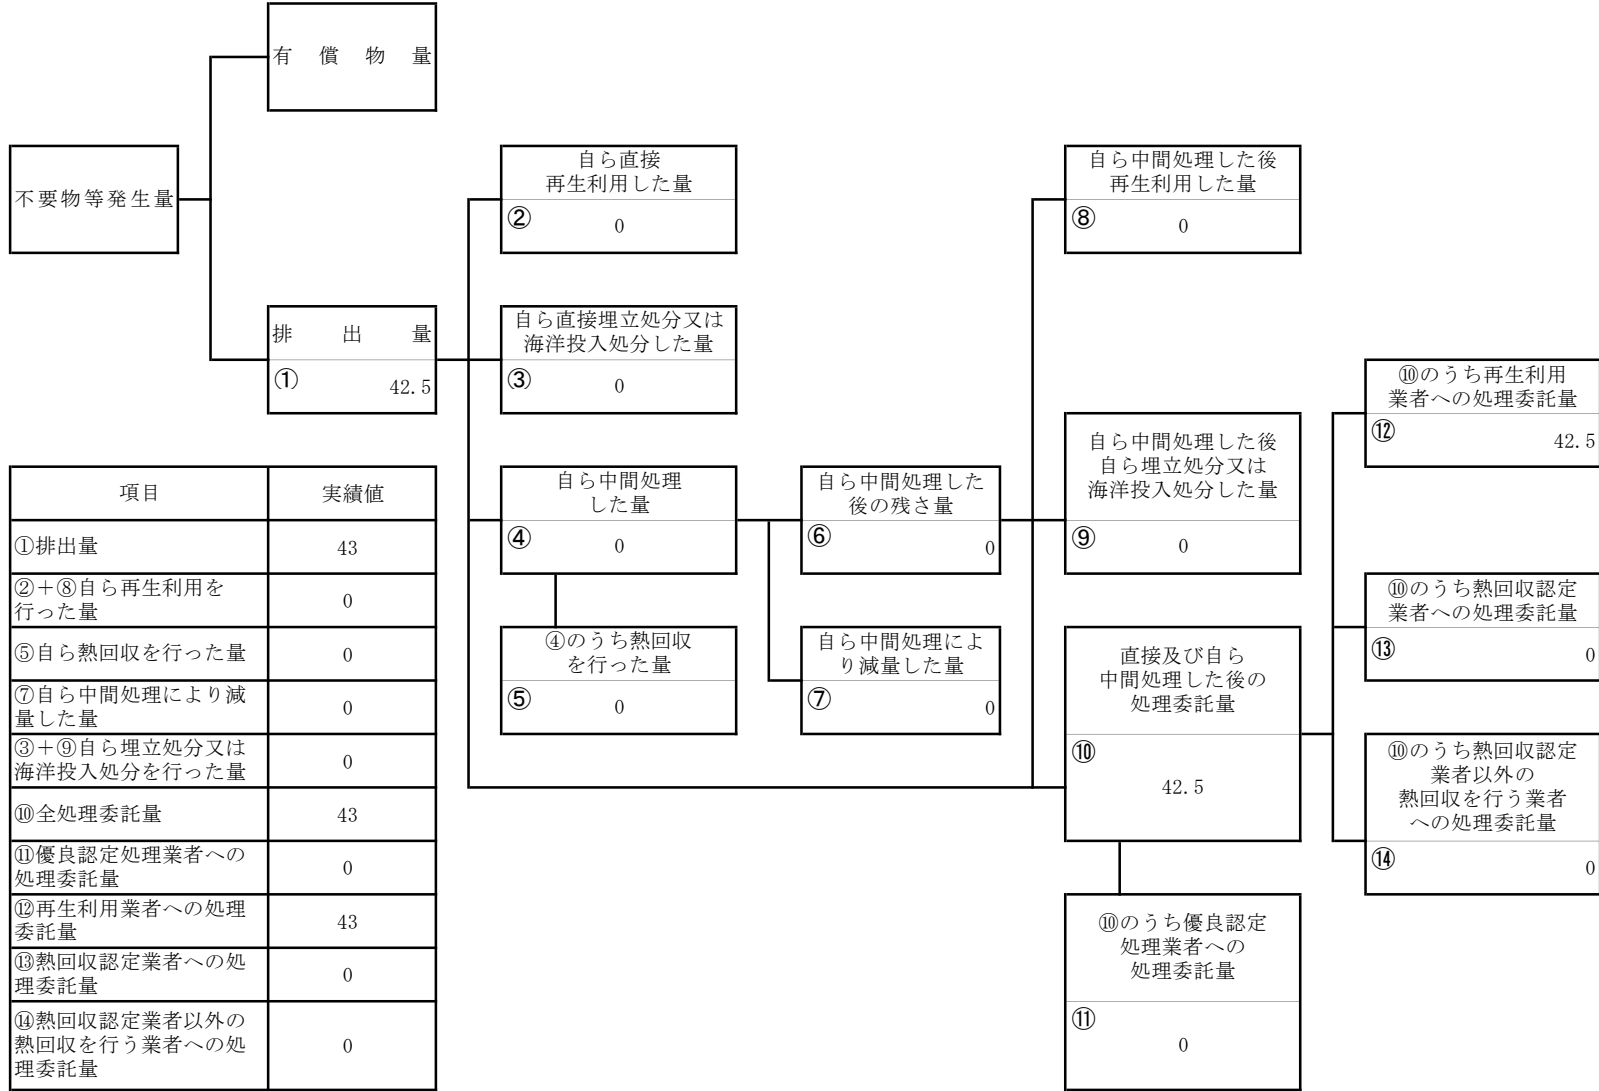 有償物量
不要物等発生量
排出量
①
42.5
自ら直接
再生利用した量
②
0
自ら直接埋立処分又は
海洋投入処分した量
③
0
自ら中間処理
した量
④
0
④のうち熱回収
を行った量
⑤
0
自ら中間処理した
後の残さ量
⑥
0
自ら中間処理によ
り減量した量
⑦
0
自ら中間処理した後
再生利用した量
⑧
0
自ら中間処理した後
自ら埋立処分又は
海洋投入処分した量
⑨
0
直接及び自ら
中間処理した後の
処理委託量
⑩
42.5
⑩のうち優良認定
処理業者への
処理委託量
⑪
0
⑩のうち再生利用
業者への処理委託量
⑫
42.5
⑩のうち熱回収認定
業者への処理委託量
⑬
0
⑩のうち熱回収認定
業者以外の
熱回収を行う業者
への処理委託量
⑭
0
項目 実績値
①排出量 43
②+⑧自ら再生利用を
行った量 0
⑤自ら熱回収を行った量 0
⑦自ら中間処理により減
量した量 0
③+⑨自ら埋立処分又は
海洋投入処分を行った量 0
⑩全処理委託量 43
⑪優良認定処理業者への
処理委託量 0
⑫再生利用業者への処理
委託量 43
⑬熱回収認定業者への処
理委託量 0
⑭熱回収認定業者以外の
熱回収を行う業者への処
理委託量 0